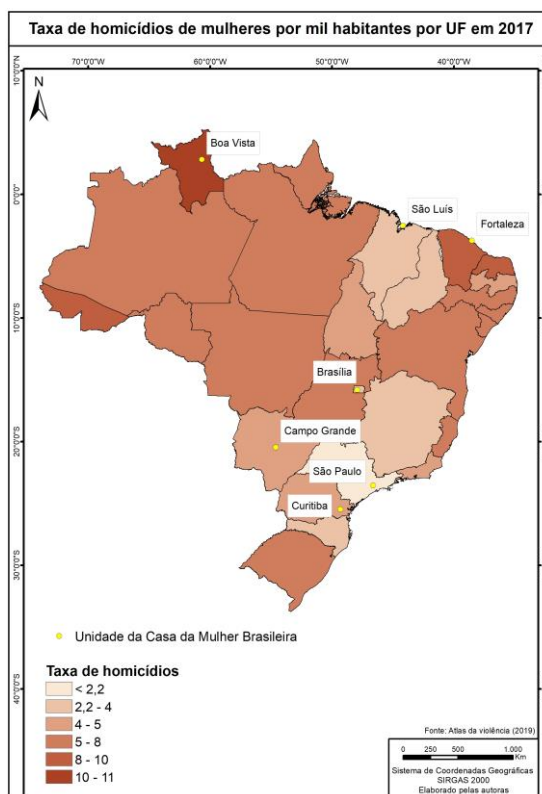 Taxa de homicídios de mulheres por mil habitantes por UF em 2017
70°0'0"W 60°0'0"W 50°0'0"W 40°0'0"W
10°0'0"N
N
Boa Vista
0°0'0"
São Luís
Fortaleza
10°0'0"S
Brasília
20°0'0"S
Campo Grande
São Paulo
Curitiba
30°0'0"S
Unidade da Casa da Mulher Brasileira
Taxa de homicídios
< 2,2
2,2 - 4
40°0'0"S
4 - 5
5 - 8
8 - 10
10 - 11
Fonte: Atlas da violência (2019)
0 250 500 1.000
Km
Sistema de Coordenadas Geográficas
SIRGAS 2000
Elaborado pelas autoras